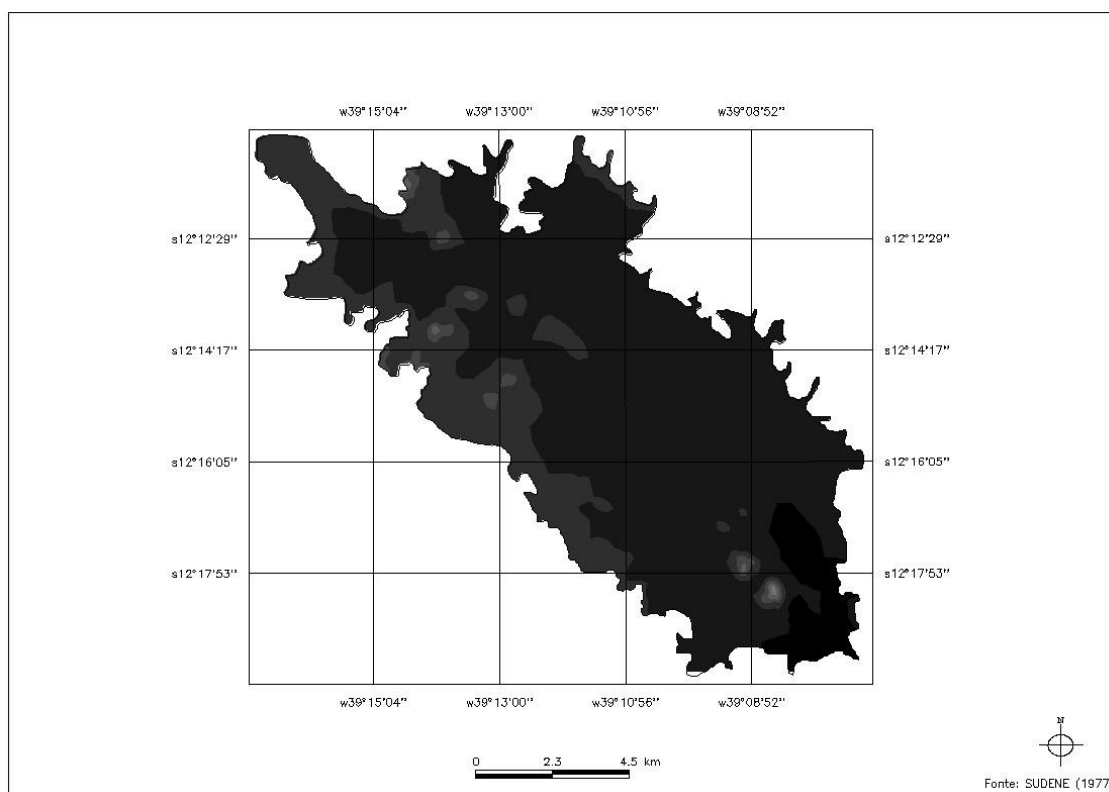 w39°15'04" w39°13'00" w39°10'56" w39°08'52"
s12°12'29" s12°12'29"
s12°14'17" s12°14'17"
s12°16'05" s12°16'05"
s12°17'53" s12°17'53"
w39°15'04" w39°13'00" w39°10'56" w39°08'52"
N
0 2.3 4.5 km
Fonte: SUDENE (1977